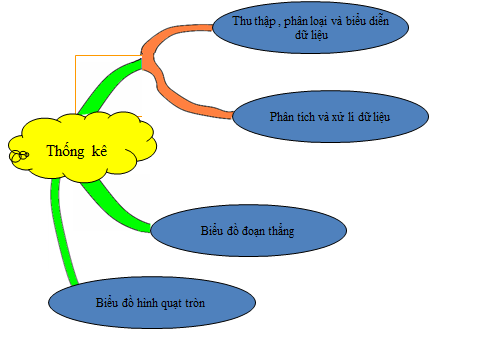 Thu thập , phân loại và biểu diễn
dữ liệu
Phân tích và xử lí dữ liệu
Thống kê
Biểu đồ đoạn thẳng
Biểu đồ hình quạt tròn